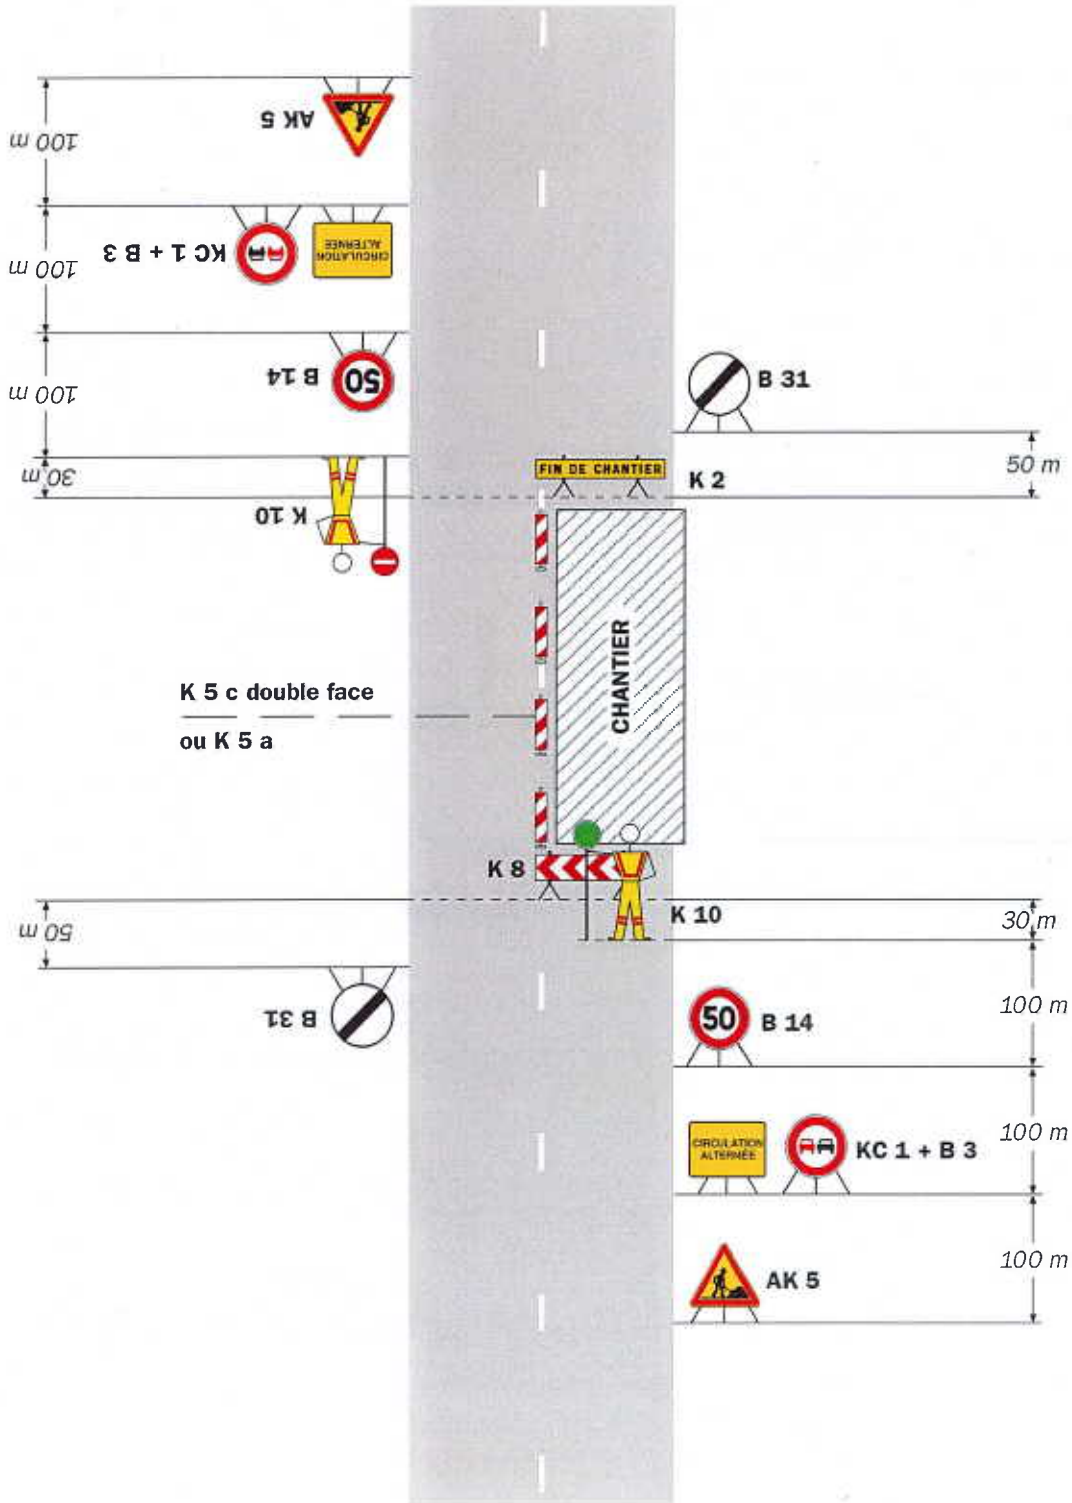 AK 5
100 m
CIRCULATION
ALTERNÉE
KC 1 + B 3
100 m
50
B 14
100 m
B 31
50 m
30 m
FIN DE CHANTIER
K 2
K 10
CHANTIER
K 5 c double face
ou K 5 a
K 8
K 10
30 m
50 m
B 31
50
B 14
100 m
CIRCULATION
ALTERNÉE
KC 1 + B 3
100 m
AK 5
100 m